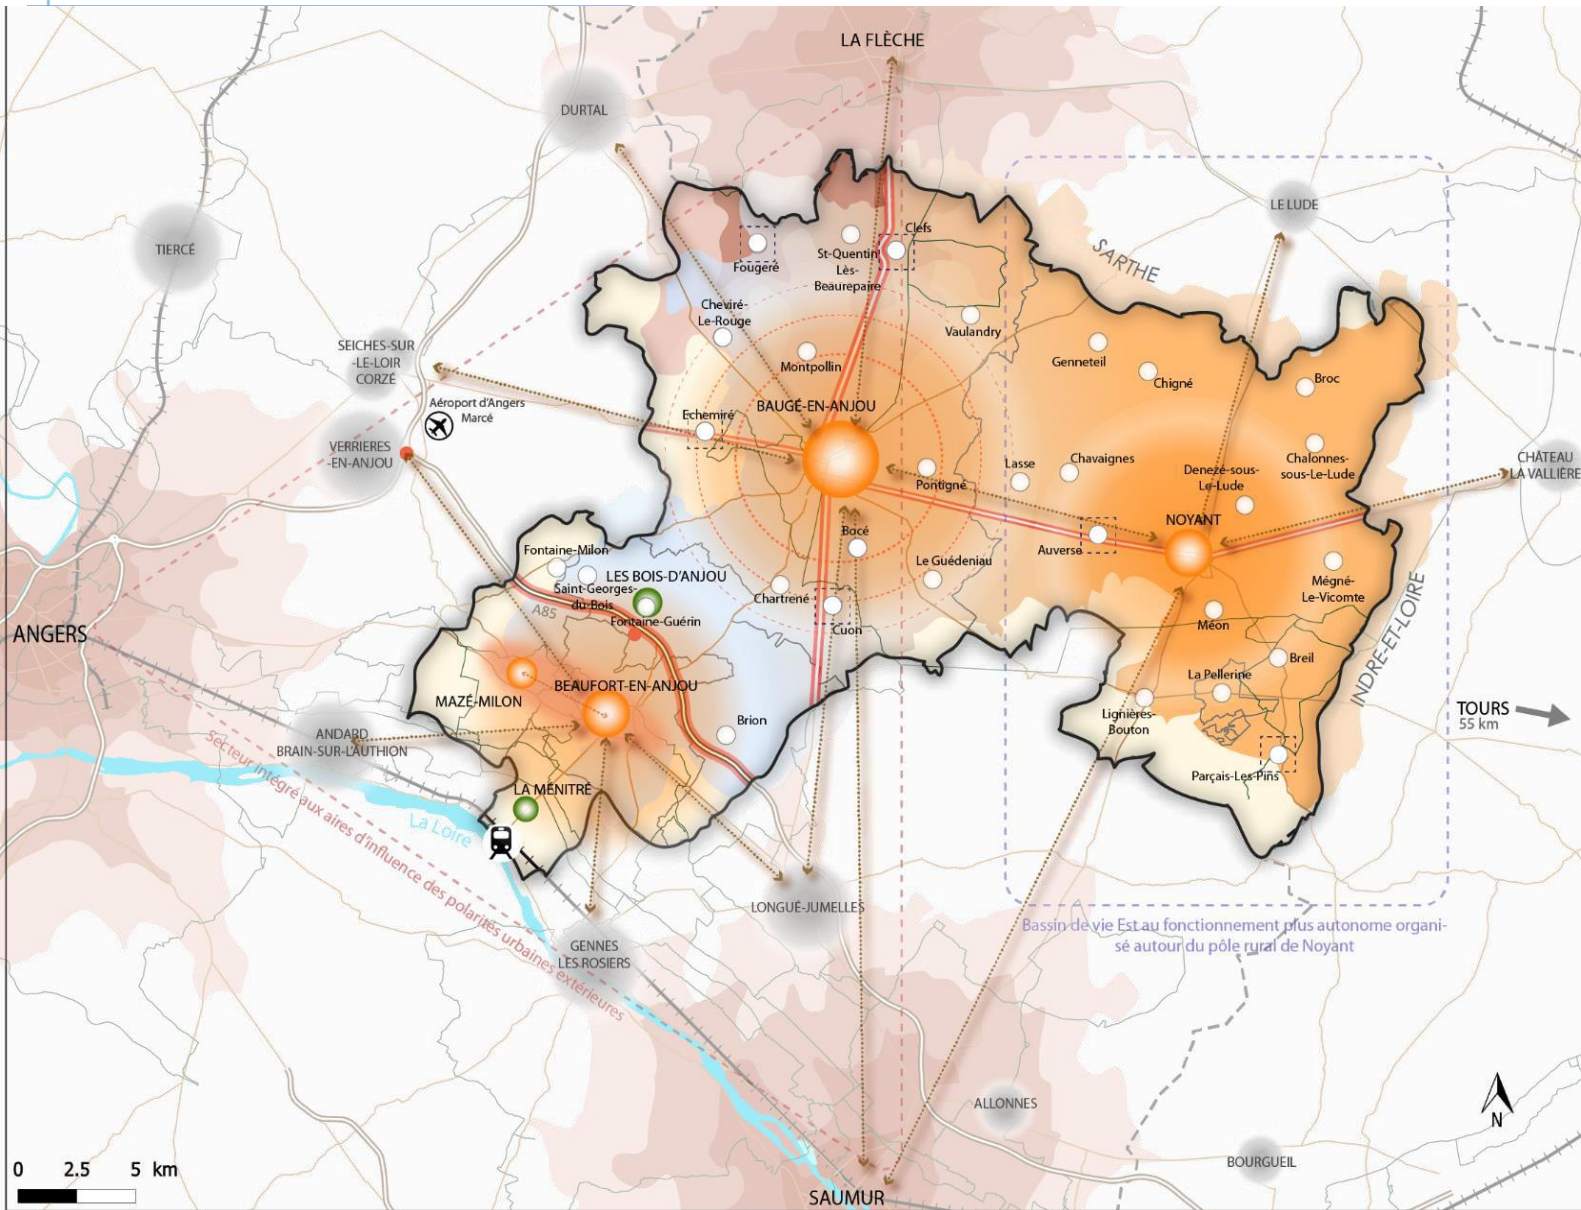 LA FLÈCHE
DURTAL
TIERCÉ
LE LUDE
SARTHE
Clefs
St-Quentin
Lès-
Beaurepaire
Fougeré
Cheviré-
Le-Rouge
Vaulandry
Montpollin
Genneteil
Chigné
Broc
SEICHES-SUR
-LE-LOIR
CORZÉ
Aéroport d'Angers
Marcé
BAUGÉ-EN-ANJOU
Echemiré
VERRIERES
-EN-ANJOU
Pontigné
Lasse
Chavaignes
Denezé-sous-
Le-Lude
Chalonnes-
sous-Le-Lude
CHÂTEAU
LA VALLIÈRE
NOYANT
Auverse
Bocé
Fontaine-Milon
LES BOIS-D'ANJOU
Saint-Georges-
du-Bois
Fontaine-Guérin
A85
Chartrené
Le Guédeniau
Cuon
Mégné-
Le-Vicomte
Méon
INDRE-ET-LOIRE
ANGERS
Breil
La Pellerine
BEAUFORT-EN-ANJOU
MAZÉ-MILON
Brion
Lignières-
Bouton
TOURS
55 km
ANDARD
BRAIN-SUR-L'AUTHION
Parçais-Les-Pins
LA MÉNITRÉ
La Loire
Secteur intégré aux aires d'influence des polarités urbaines extérieures
LONGUÉ-JUMELLES
Bassin de vie Est au fonctionnement plus autonome organi-
sé autour du pôle rural de Noyant
GENNES
LES ROSIERS
ALLONNES
N
BOURGUEIL
0 2.5 5 km
SAUMUR